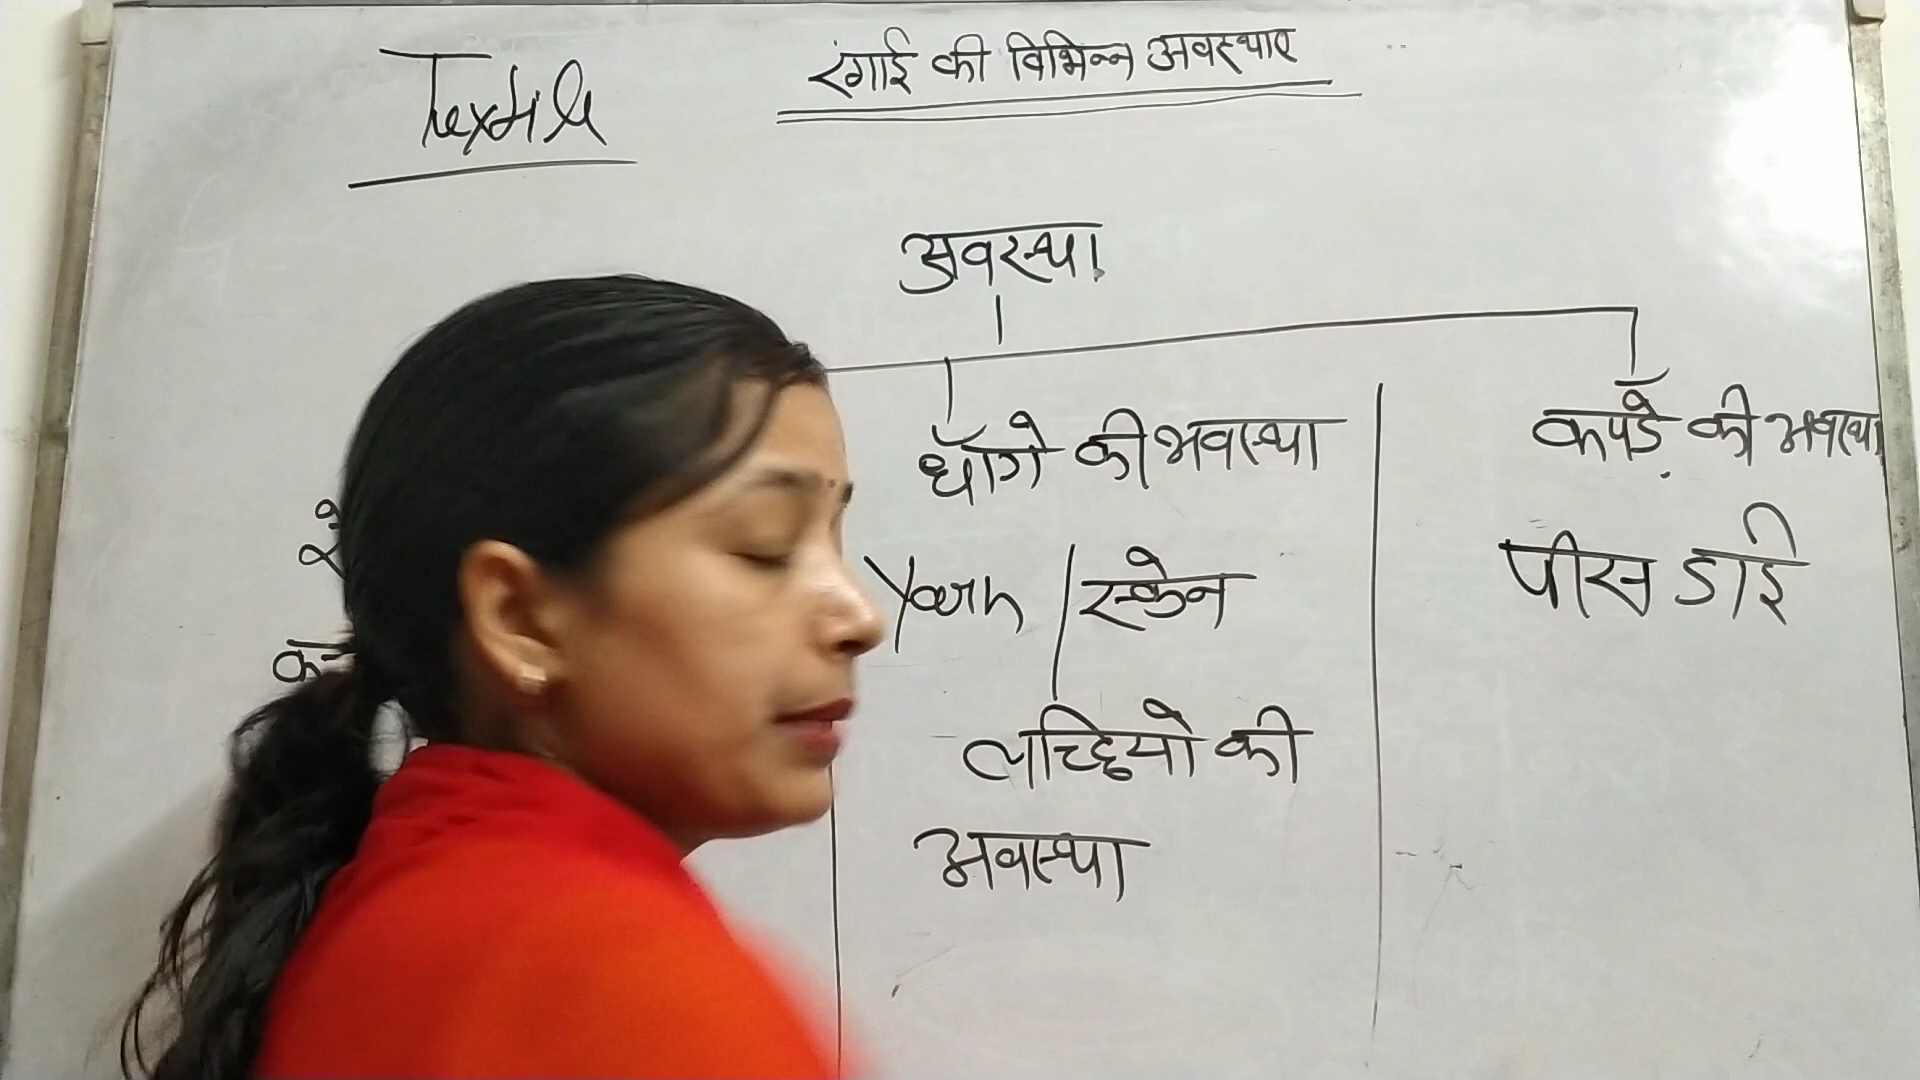 Textile
रंगाई की विभिन्न अवस्थाए
अवस्था
धॉगे की अवस्था
Yarn / स्केन
लच्छियो की
अवस्था
कपडे़ की अवस्था
पीस डाई